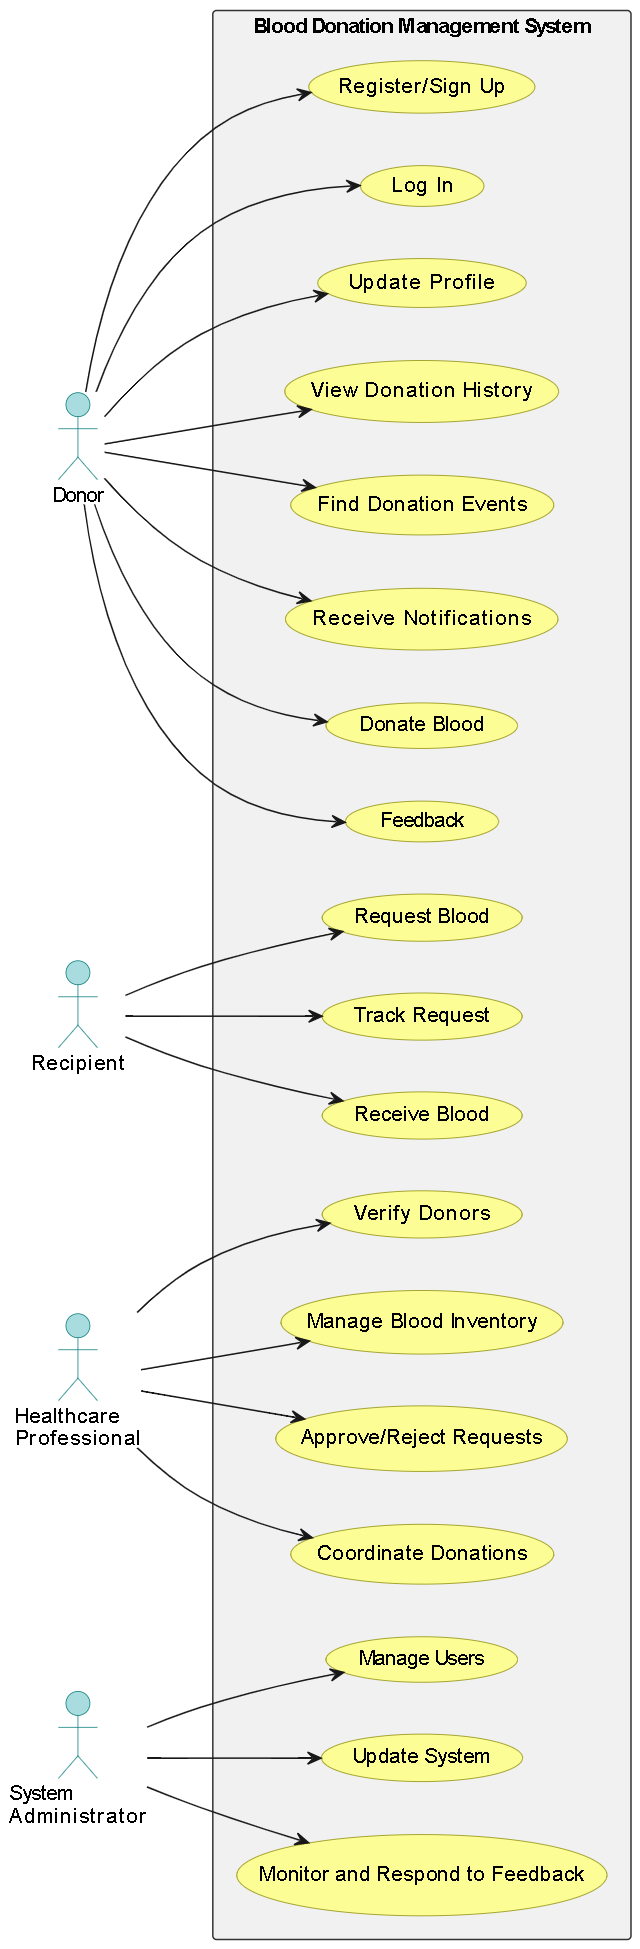 Blood Donation Management System
Register/Sign Up
Log In
Update Profile
View Donation History
Donor
Find Donation Events
Receive Notifications
Donate Blood
Feedback
Request Blood
Track Request
Recipient
Receive Blood
Verify Donors
Manage Blood Inventory
Healthcare
Professional
Approve/Reject Requests
Coordinate Donations
Manage Users
Update System
System
Administrator
Monitor and Respond to Feedback